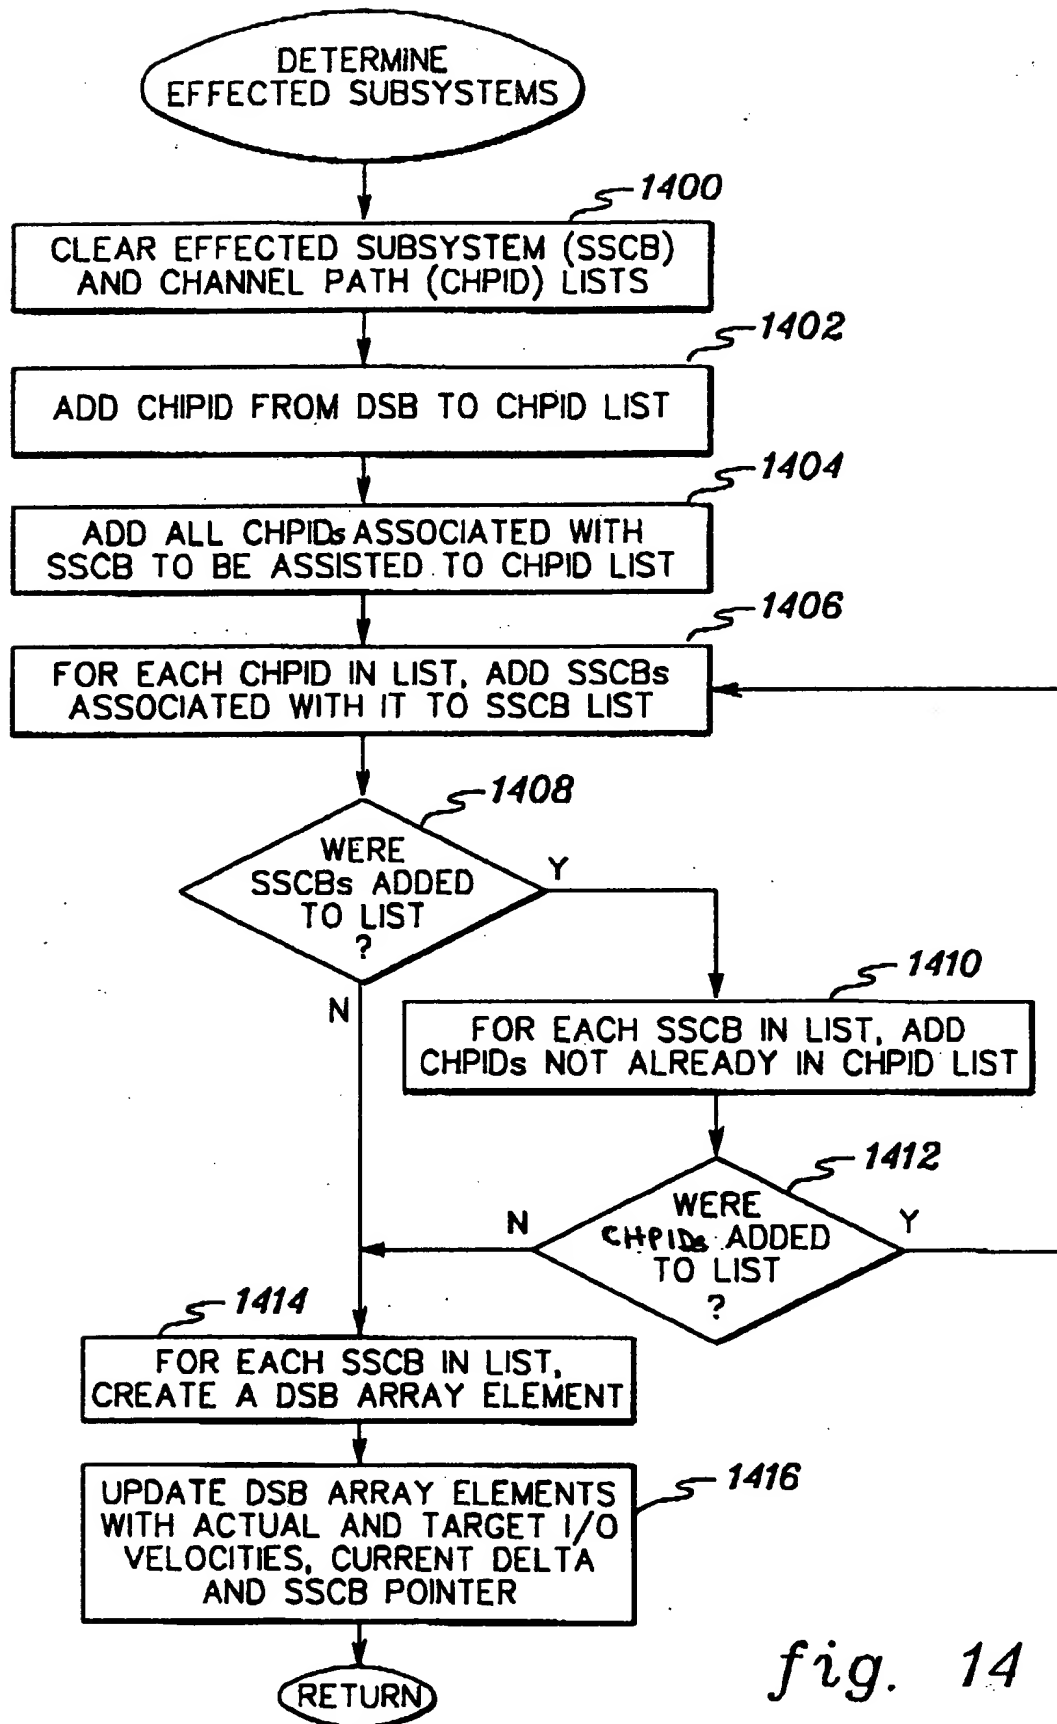 DETERMINE
EFFECTED SUBSYSTEMS
1400
CLEAR EFFECTED SUBSYSTEM (SSCB)
AND CHANNEL PATH (CHPID) LISTS
1402
ADD CHIPID FROM DSB TO CHPID LIST
1404
ADD ALL CHPIDs ASSOCIATED WITH
SSCB TO BE ASSISTED TO CHPID LIST
1406
FOR EACH CHPID IN LIST, ADD SSCBs
ASSOCIATED WITH IT TO SSCB LIST
1408
WERE
SSCBs ADDED
TO LIST
?
Y
N
1410
FOR EACH SSCB IN LIST, ADD
CHPIDs NOT ALREADY IN CHPID LIST
1412
WERE
CHPIDs ADDED
TO LIST
?
N
Y
1414
FOR EACH SSCB IN LIST,
CREATE A DSB ARRAY ELEMENT
1416
UPDATE DSB ARRAY ELEMENTS
WITH ACTUAL AND TARGET I/O
VELOCITIES, CURRENT DELTA
AND SSCB POINTER
RETURN
fig. 14